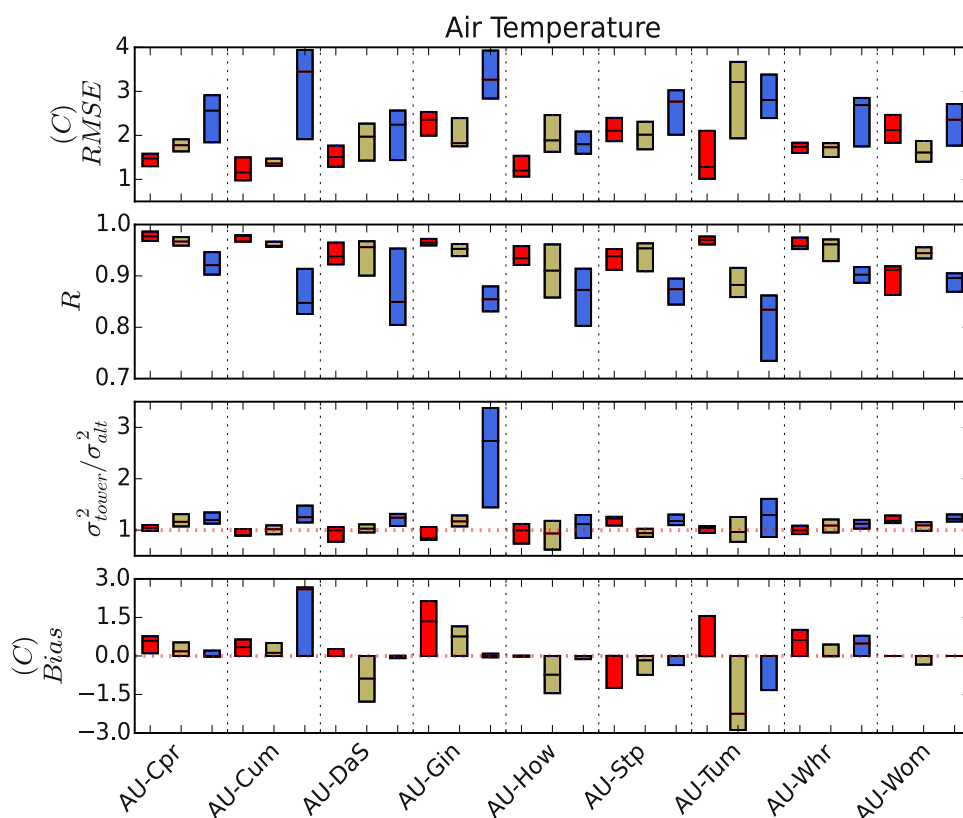 Air Temperature
(C)
RMSE
4
3
2
1
R
1.0
0.9
0.8
0.7
σ²tower/σ²alt
3
2
1
(C)
Bias
3.0
1.5
0.0
−1.5
−3.0
AU-Cpr
AU-Cum
AU-DaS
AU-Gin
AU-How
AU-Stp
AU-Tum
AU-Whr
AU-Wom